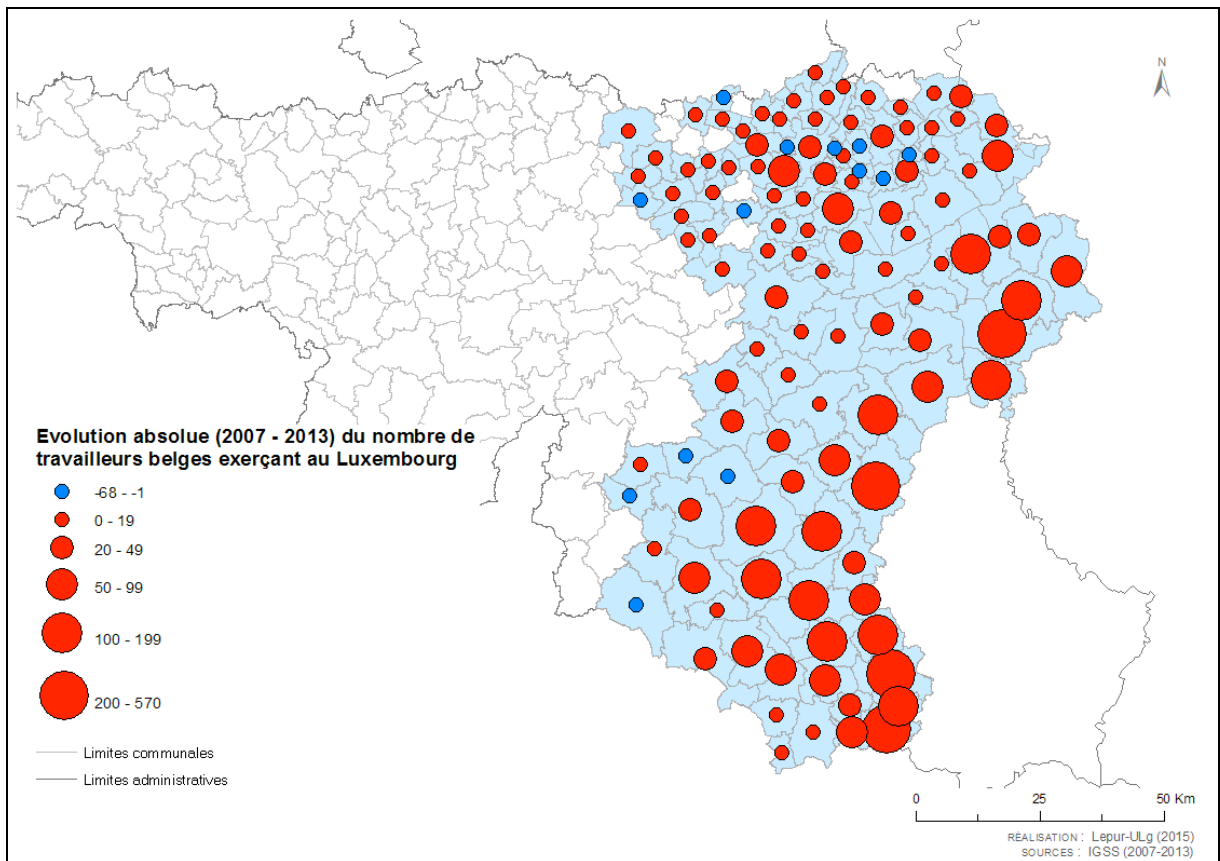 N
Evolution absolue (2007 - 2013) du nombre de
travailleurs belges exerçant au Luxembourg
-68 - -1
0 - 19
20 - 49
50 - 99
100 - 199
200 - 570
Limites communales
Limites administratives
0 25 50 Km
RÉALISATION : Lepur-ULg (2015)
SOURCES : IGSS (2007-2013)